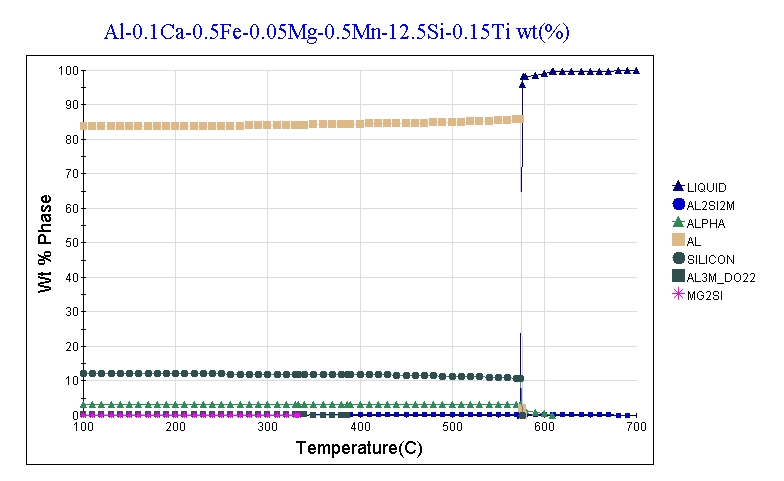 Al-0.1Ca-0.5Fe-0.05Mg-0.5Mn-12.5Si-0.15Ti wt(%)
100
90
80
70
60
50
40
30
20
10
0
Wt % Phase
100 200 300 400 500 600 700
Temperature(C)
LIQUID
AL2SI2M
ALPHA
AL
SILICON
AL3M_DO22
MG2SI